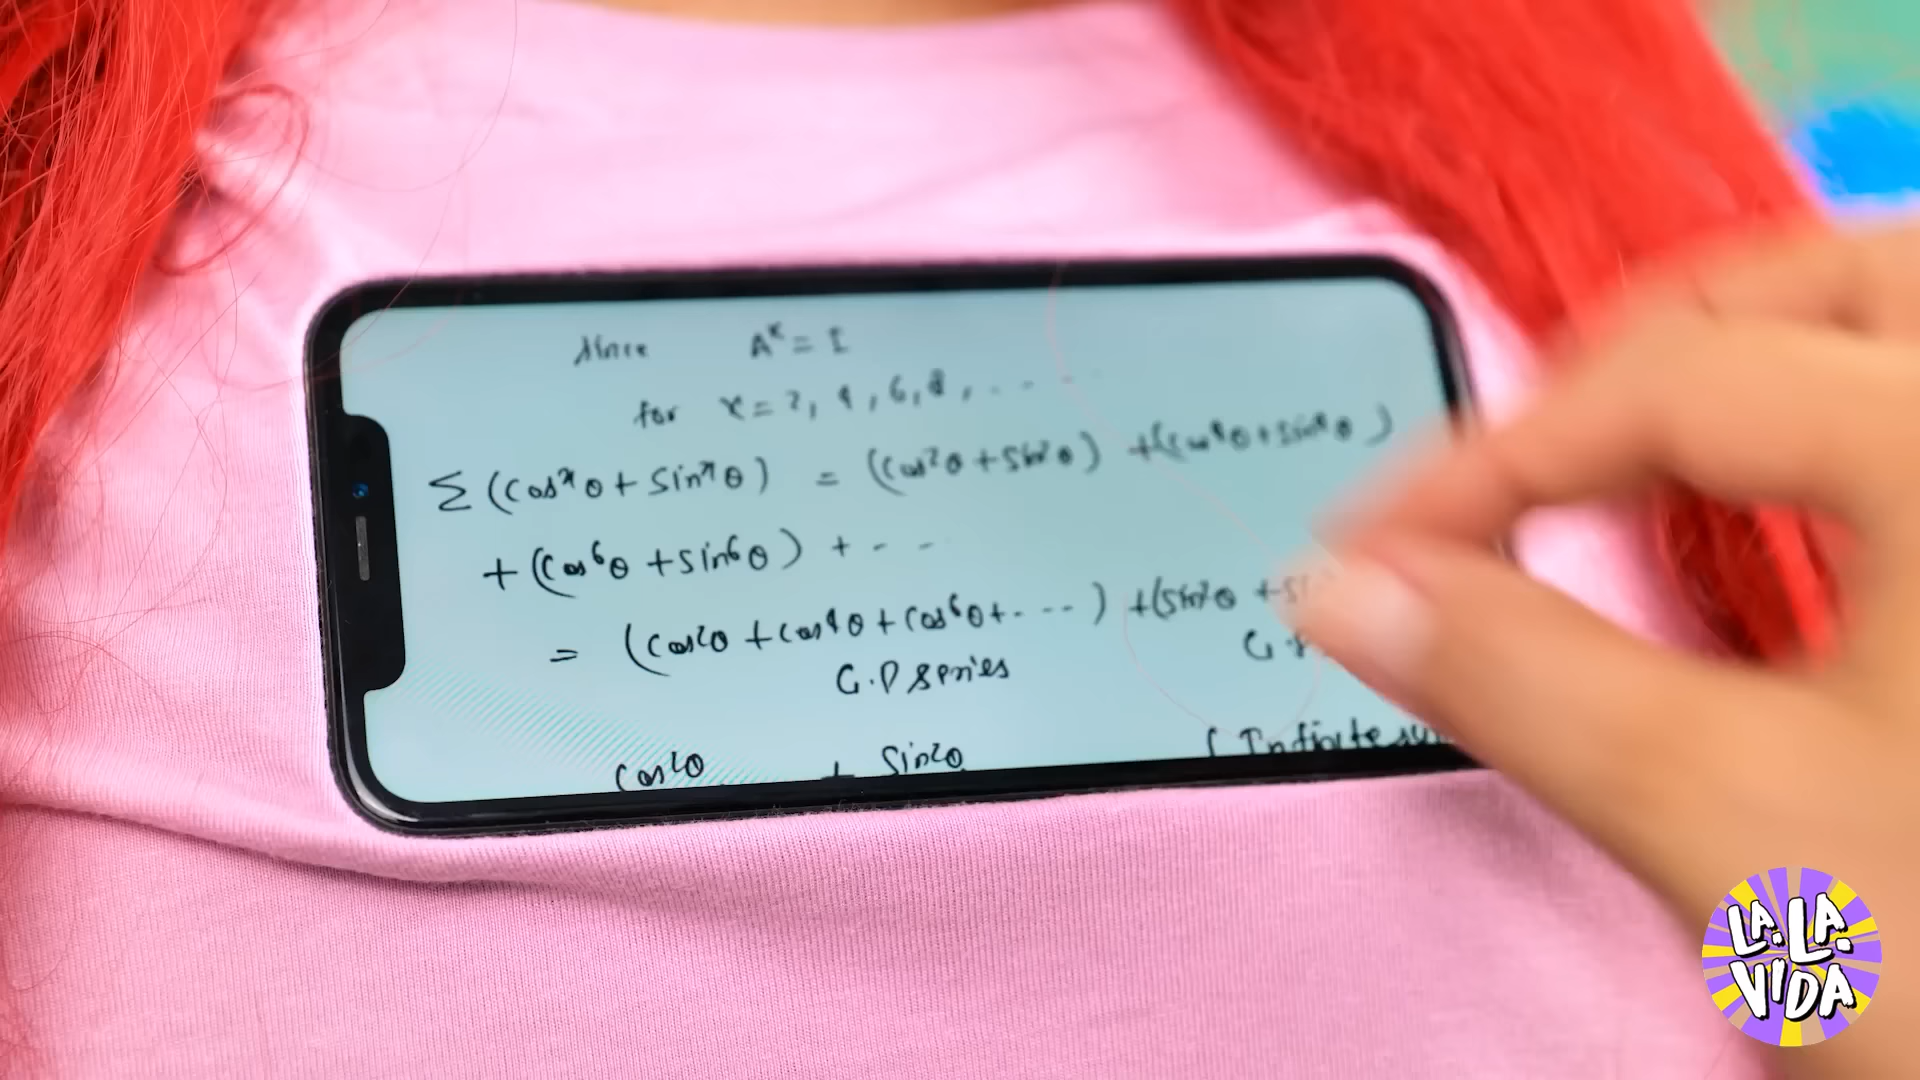 Since A^x = I
for x = 2, 4, 6, 8, . . . .
Σ (cos^x θ + sin^x θ) = (cos²θ + sin²θ) + (cos⁴θ + sin⁴θ)
+ (cos⁶θ + sin⁶θ) + - -
= (cos²θ + cos⁴θ + cos⁶θ + . - - -) + (sin²θ +
G.P series G.
cos²θ + sin²θ ( Infinite
LA LA VIDA